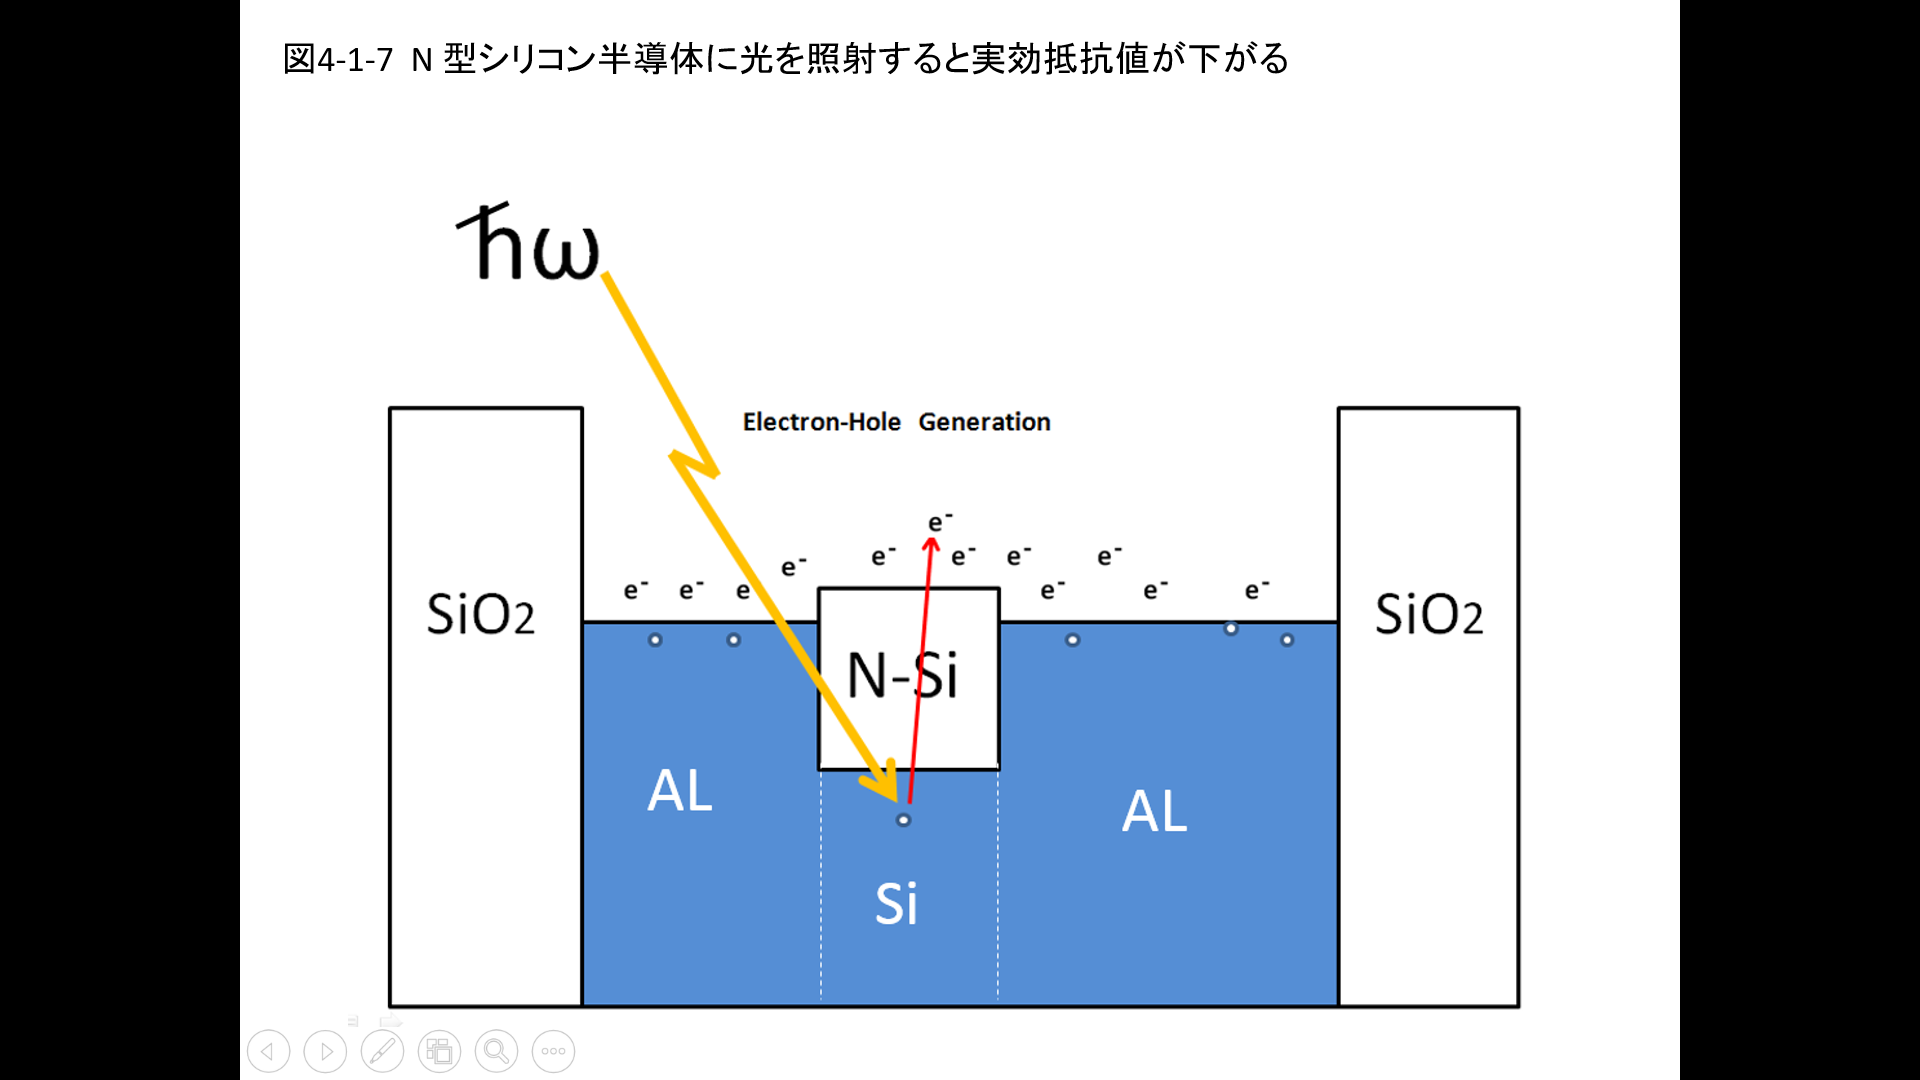 図4-1-7 N 型シリコン半導体に光を照射すると実効抵抗値が下がる
ħω
Electron-Hole Generation
e-
e- e- e- e-
e-
e- e- e e- e- e-
SiO2
SiO2
N-Si
AL
AL
Si